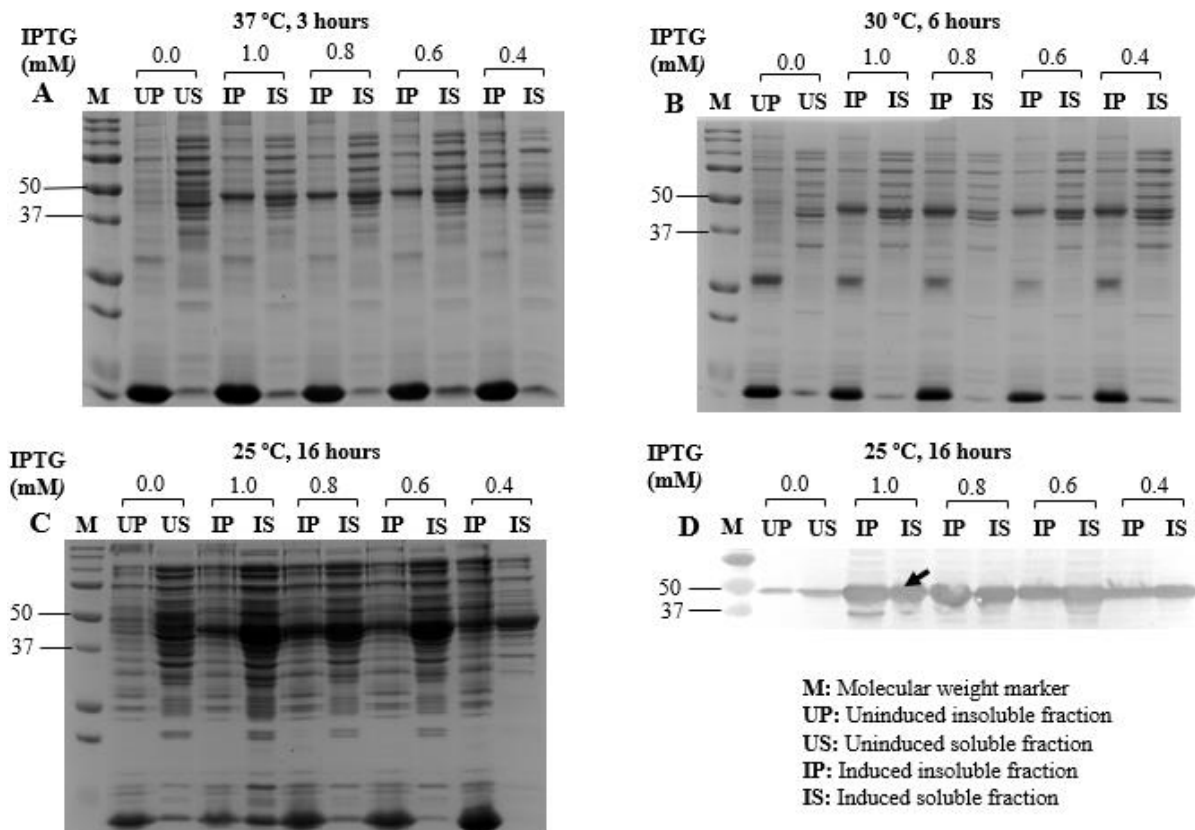 37 °C, 3 hours
IPTG
(mM)
0.0 1.0 0.8 0.6 0.4
A M UP US IP IS IP IS IP IS IP IS
50
37
30 °C, 6 hours
IPTG
(mM)
0.0 1.0 0.8 0.6 0.4
B M UP US IP IS IP IS IP IS IP IS
50
37
25 °C, 16 hours
IPTG
(mM)
0.0 1.0 0.8 0.6 0.4
C M UP US IP IS IP IS IP IS IP IS
50
37
25 °C, 16 hours
IPTG
(mM)
0.0 1.0 0.8 0.6 0.4
D M UP US IP IS IP IS IP IS IP IS
50
37
M: Molecular weight marker
UP: Uninduced insoluble fraction
US: Uninduced soluble fraction
IP: Induced insoluble fraction
IS: Induced soluble fraction